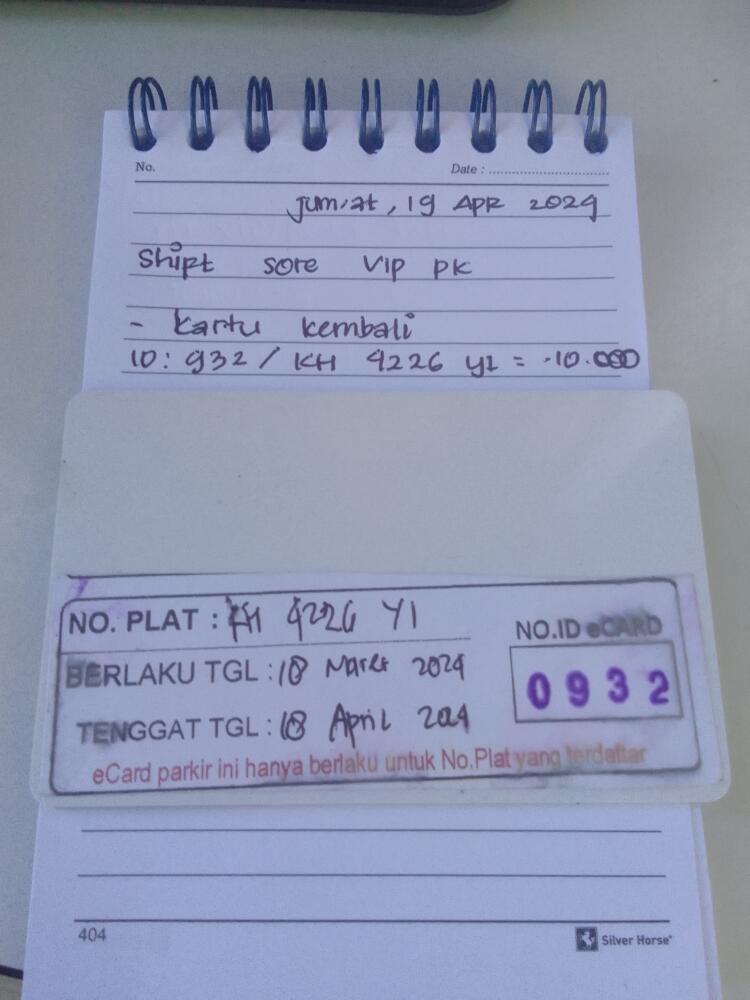 No.
Date : ................................
Jum'at, 19 APR 2024
Shipt sore VIP PK
- Kartu kembali
ID: 932 / KH 4226 YI = -10.000
NO. PLAT : KH 4226 YI
NO.ID eCARD
BERLAKU TGL : 18 Maret 2024
0932
TENGGAT TGL : 18 April 2024
eCard parkir ini hanya berlaku untuk No.Plat yang terdaftar
404
Silver Horse